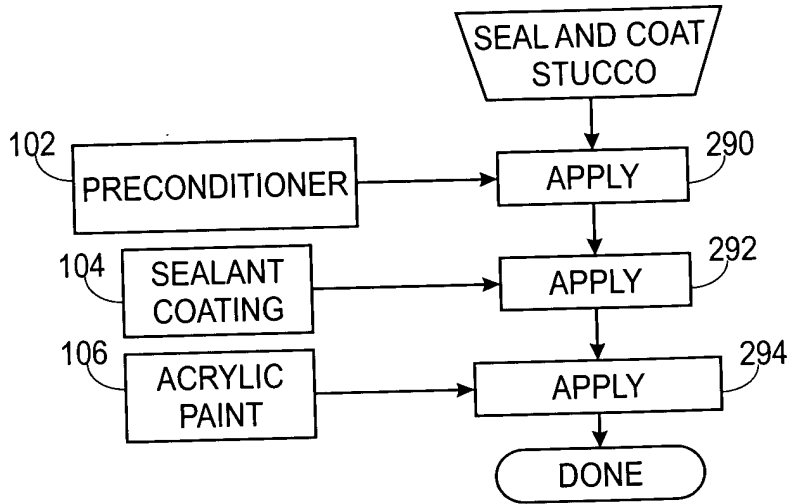 SEAL AND COAT
STUCCO
102
PRECONDITIONER
APPLY
290
104
SEALANT
COATING
APPLY
292
106
ACRYLIC
PAINT
APPLY
294
DONE